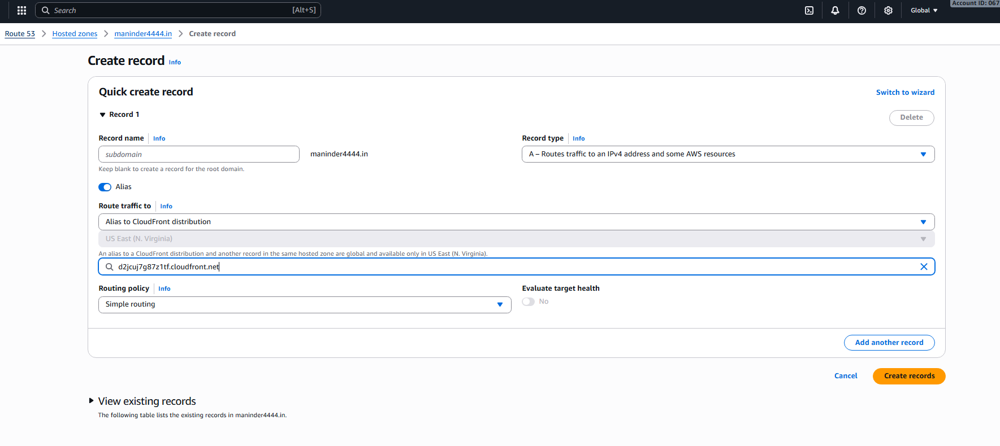 Search [Alt+S] Global Account ID: 067
Route 53 Hosted zones maninder4444.in Create record
Create record Info
Quick create record Switch to wizard
Record 1
Delete
Record name Info Record type Info
subdomain maninder4444.in A – Routes traffic to an IPv4 address and some AWS resources
Keep blank to create a record for the root domain.
Alias
Route traffic to Info
Alias to CloudFront distribution
US East (N. Virginia)
An alias to a CloudFront distribution and another record in the same hosted zone are global and available only in US East (N. Virginia).
d2jcuj7g87z1tf.cloudfront.net
Routing policy Info Evaluate target health
Simple routing No
Add another record
Cancel Create records
View existing records
The following table lists the existing records in maninder4444.in.